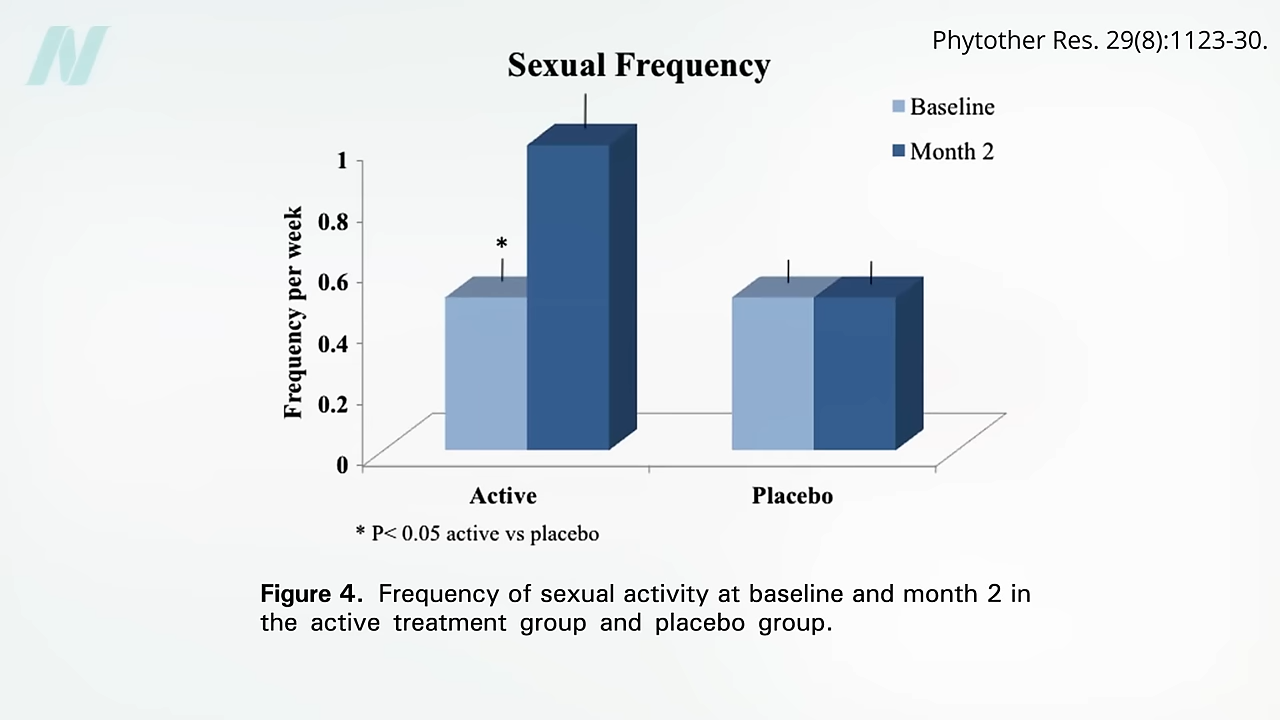 Phytother Res. 29(8):1123-30.
Sexual Frequency
Baseline
Month 2
Frequency per week
1
0.8
0.6
0.4
0.2
0
*
Active
Placebo
* P< 0.05 active vs placebo
Figure 4. Frequency of sexual activity at baseline and month 2 in
the active treatment group and placebo group.